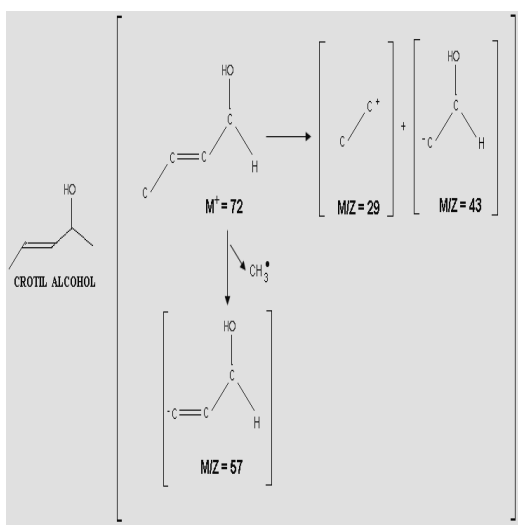 HO
CROTIL ALCOHOL
HO
C
C
C
C
H
M+ = 72
C
C+
M/Z = 29
+
HO
C
-C
H
M/Z = 43
CH3•
HO
C
-C
C
H
M/Z = 57